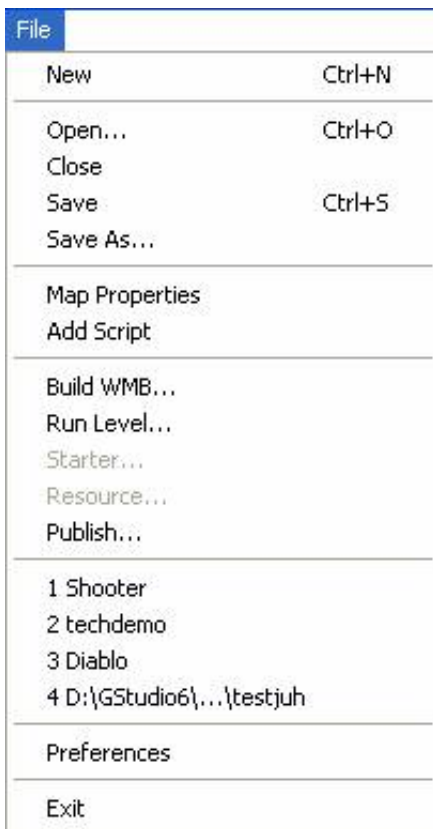 File
New Ctrl+N
Open... Ctrl+O
Close
Save Ctrl+S
Save As...
Map Properties
Add Script
Build WMB...
Run Level...
Starter...
Resource...
Publish...
1 Shooter
2 techdemo
3 Diablo
4 D:\GStudio6\...\testjuh
Preferences
Exit